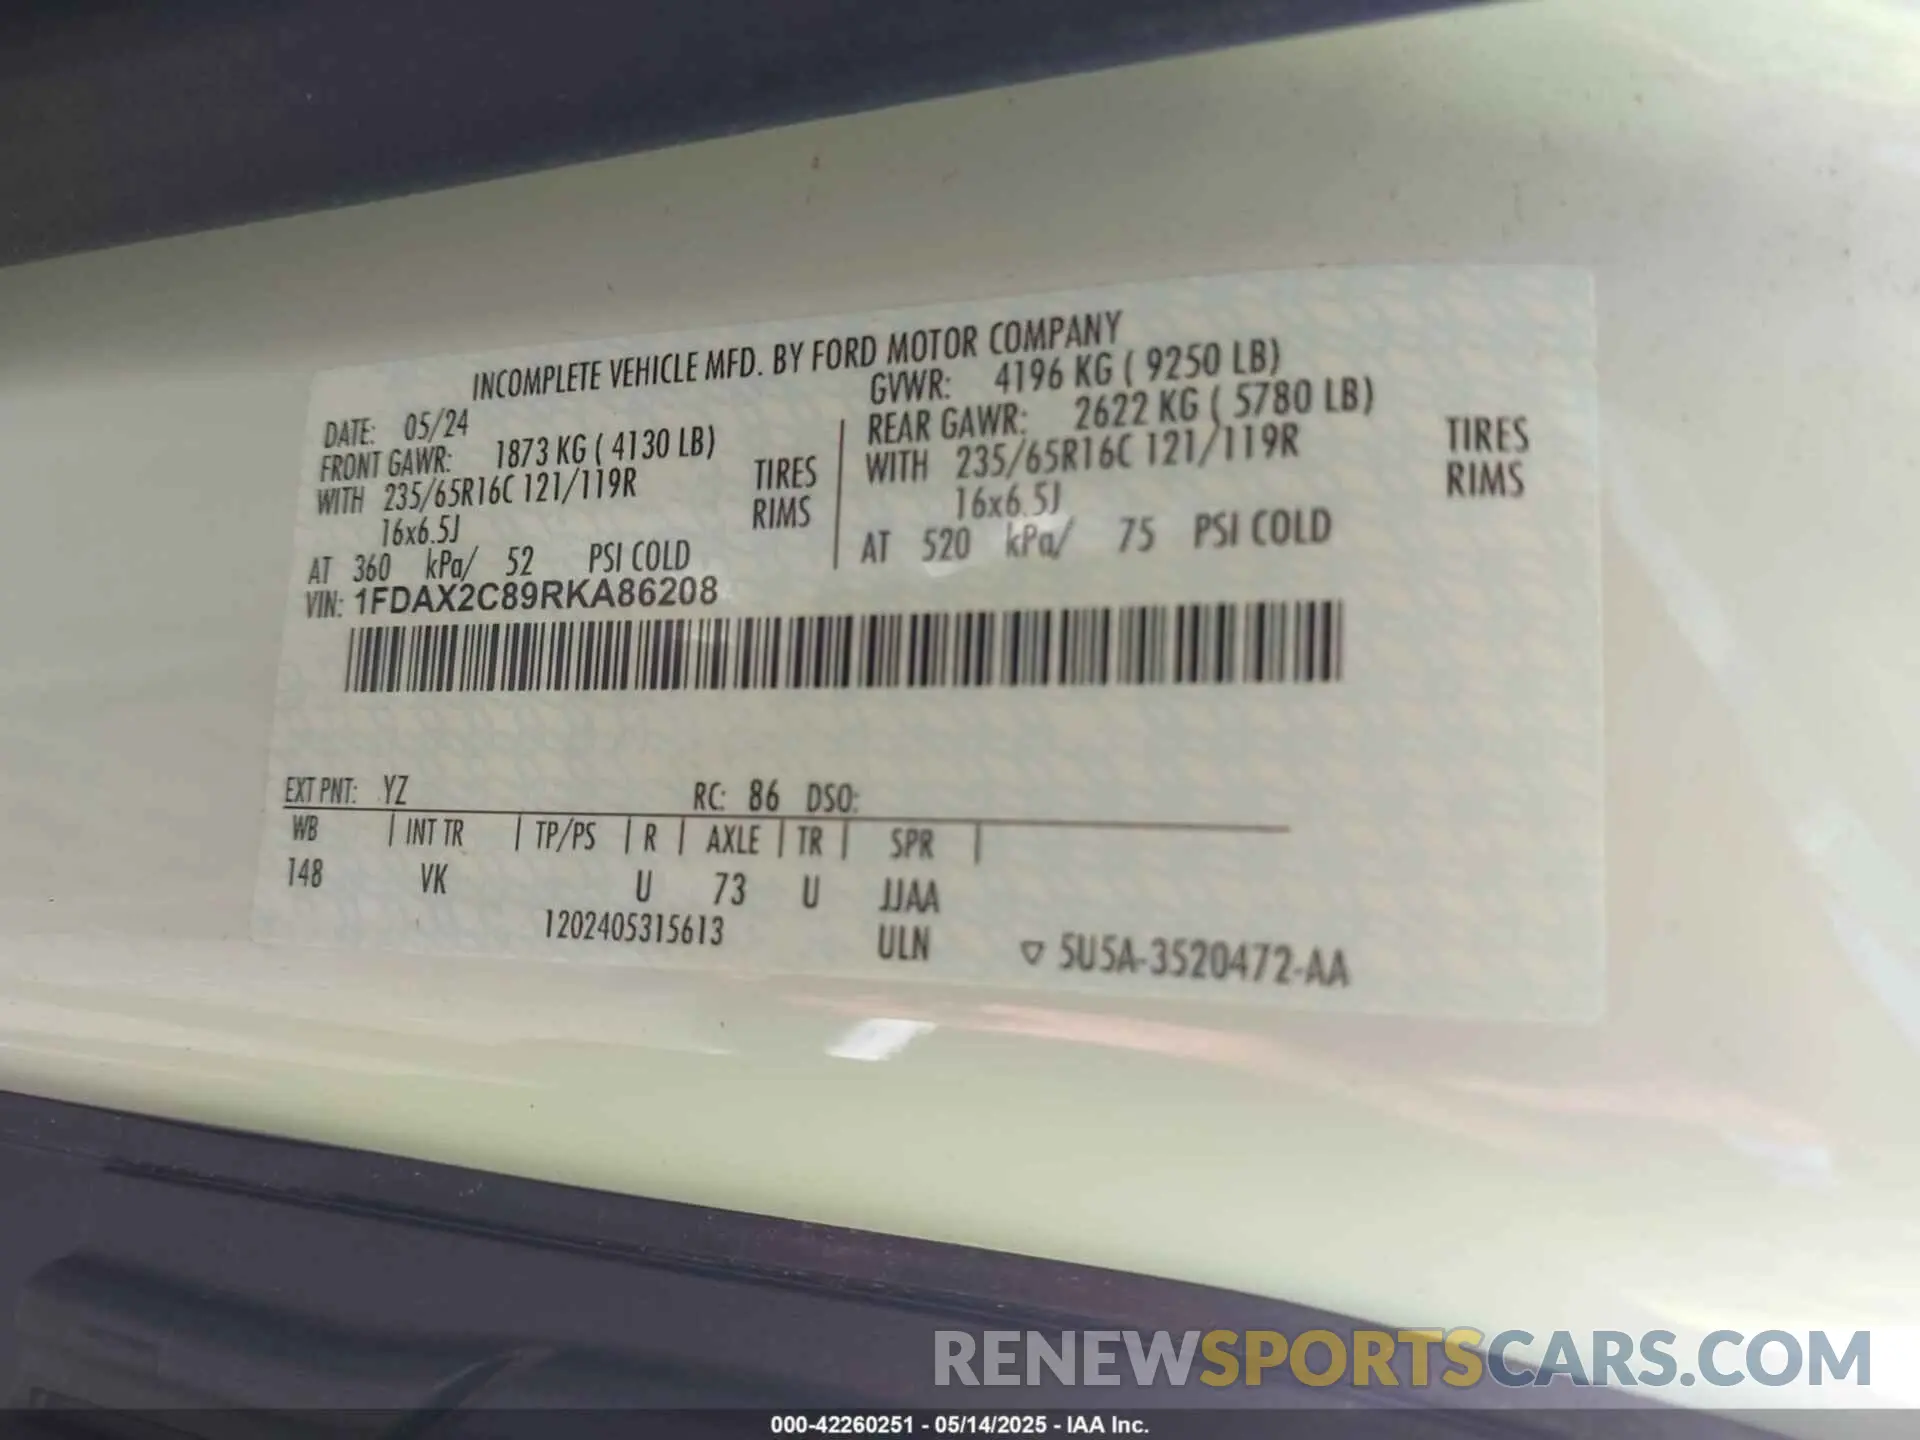 INCOMPLETE VEHICLE MFD. BY FORD MOTOR COMPANY
DATE: 05/24
GVWR: 4196 KG ( 9250 LB)
FRONT GAWR: 1873 KG ( 4130 LB)
REAR GAWR: 2622 KG ( 5780 LB)
WITH 235/65R16C 121/119R TIRES
WITH 235/65R16C 121/119R TIRES
16x6.5J RIMS
16x6.5J RIMS
AT 360 kPa/ 52 PSI COLD
AT 520 kPa/ 75 PSI COLD
VIN: 1FDAX2C89RKA86208
EXT PNT: YZ RC: 86 DSO:
WB | INT TR | TP/PS | R | AXLE | TR | SPR |
148 VK U 73 U JJAA
1202405315613 ULN ▽ 5U5A-3520472-AA
RENEWSPORTSCARS.COM
000-42260251 - 05/14/2025 - IAA Inc.